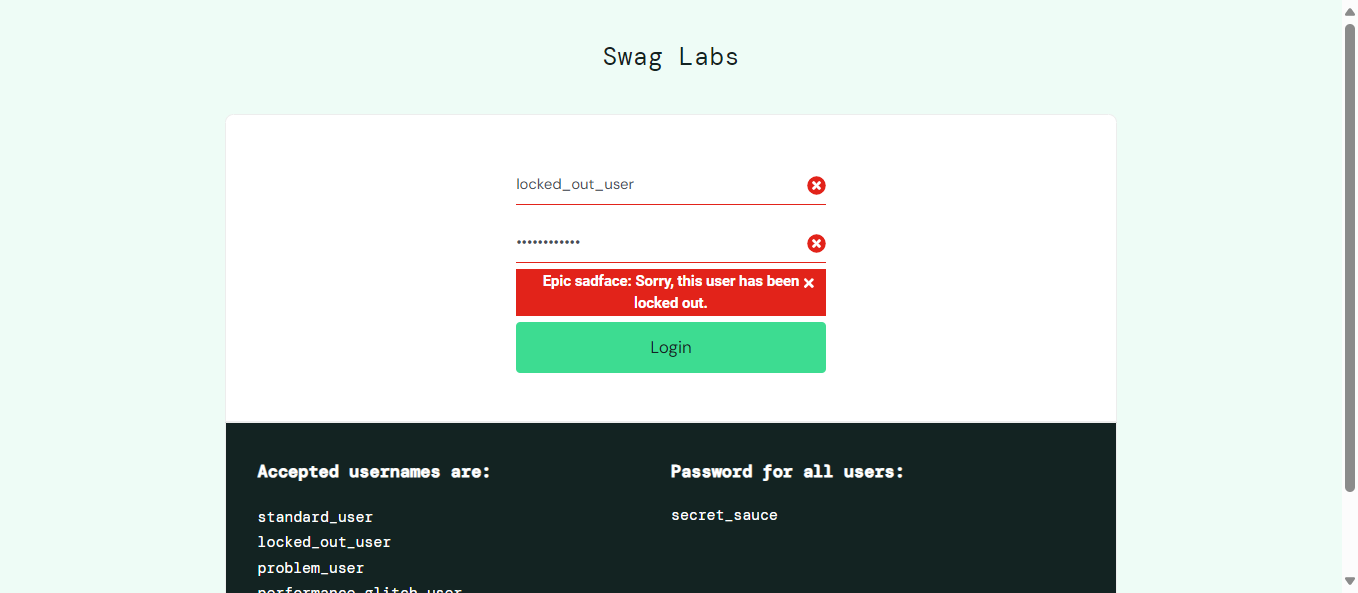 Swag Labs
locked_out_user
••••••••••••
Epic sadface: Sorry, this user has been
locked out.
Login
Accepted usernames are:
standard_user
locked_out_user
problem_user
performance_glitch_user
Password for all users:
secret_sauce